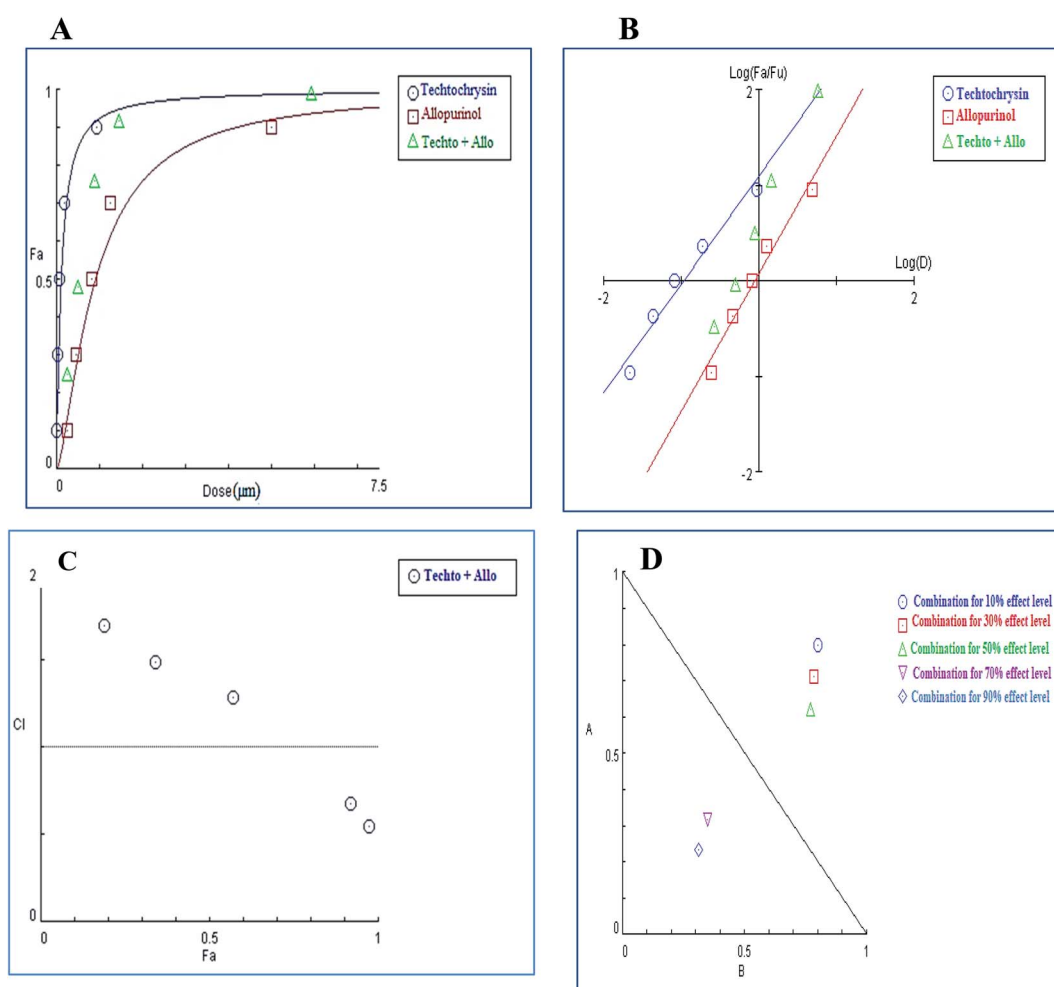 A
1
Fa
0.5
0
0
Dose(µm)
7.5
Techtochrysin
Allopurinol
Techto + Allo
B
Log(Fa/Fu)
2
Log(D)
-2
2
-2
Techtochrysin
Allopurinol
Techto + Allo
C
2
CI
0
0
0.5
1
Fa
Techto + Allo
D
1
A
0.5
0
0
0.5
1
B
Combination for 10% effect level
Combination for 30% effect level
Combination for 50% effect level
Combination for 70% effect level
Combination for 90% effect level